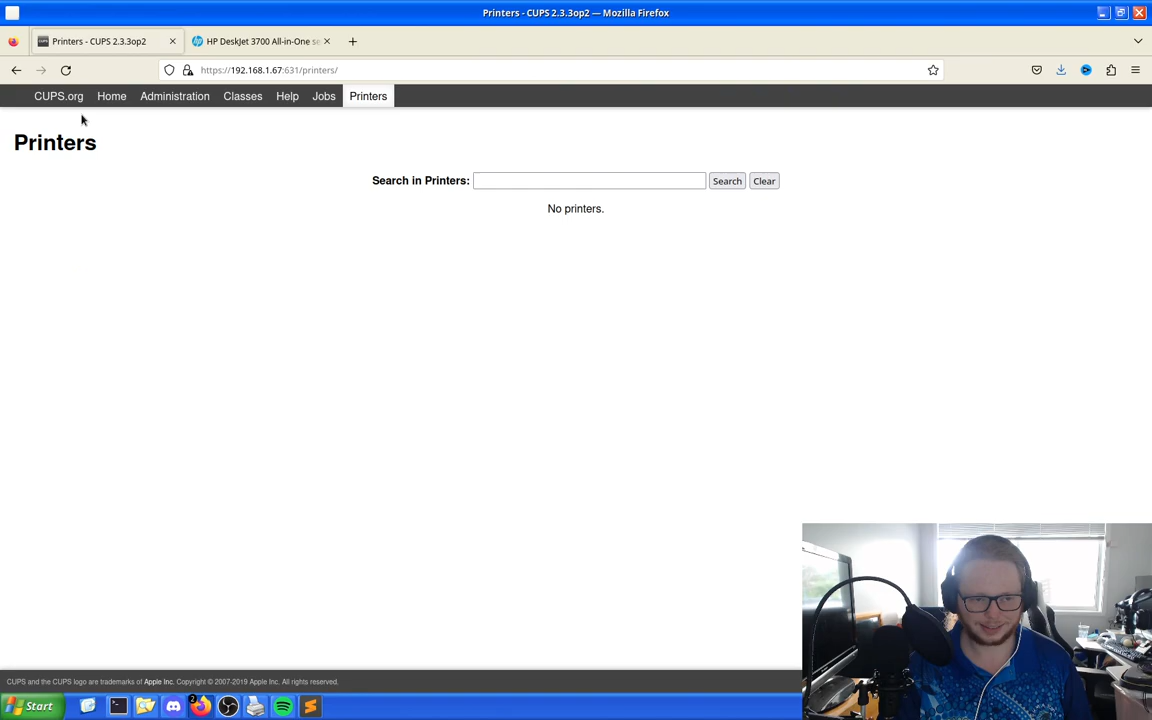 Printers - CUPS 2.3.3op2 — Mozilla Firefox
Printers - CUPS 2.3.3op2
HP DeskJet 3700 All-in-One se
https://192.168.1.67:631/printers/
CUPS.org Home Administration Classes Help Jobs Printers
Printers
Search in Printers: Search Clear
No printers.
CUPS and the CUPS logo are trademarks of Apple Inc. Copyright © 2007-2019 Apple Inc. All rights reserved.
Start 2